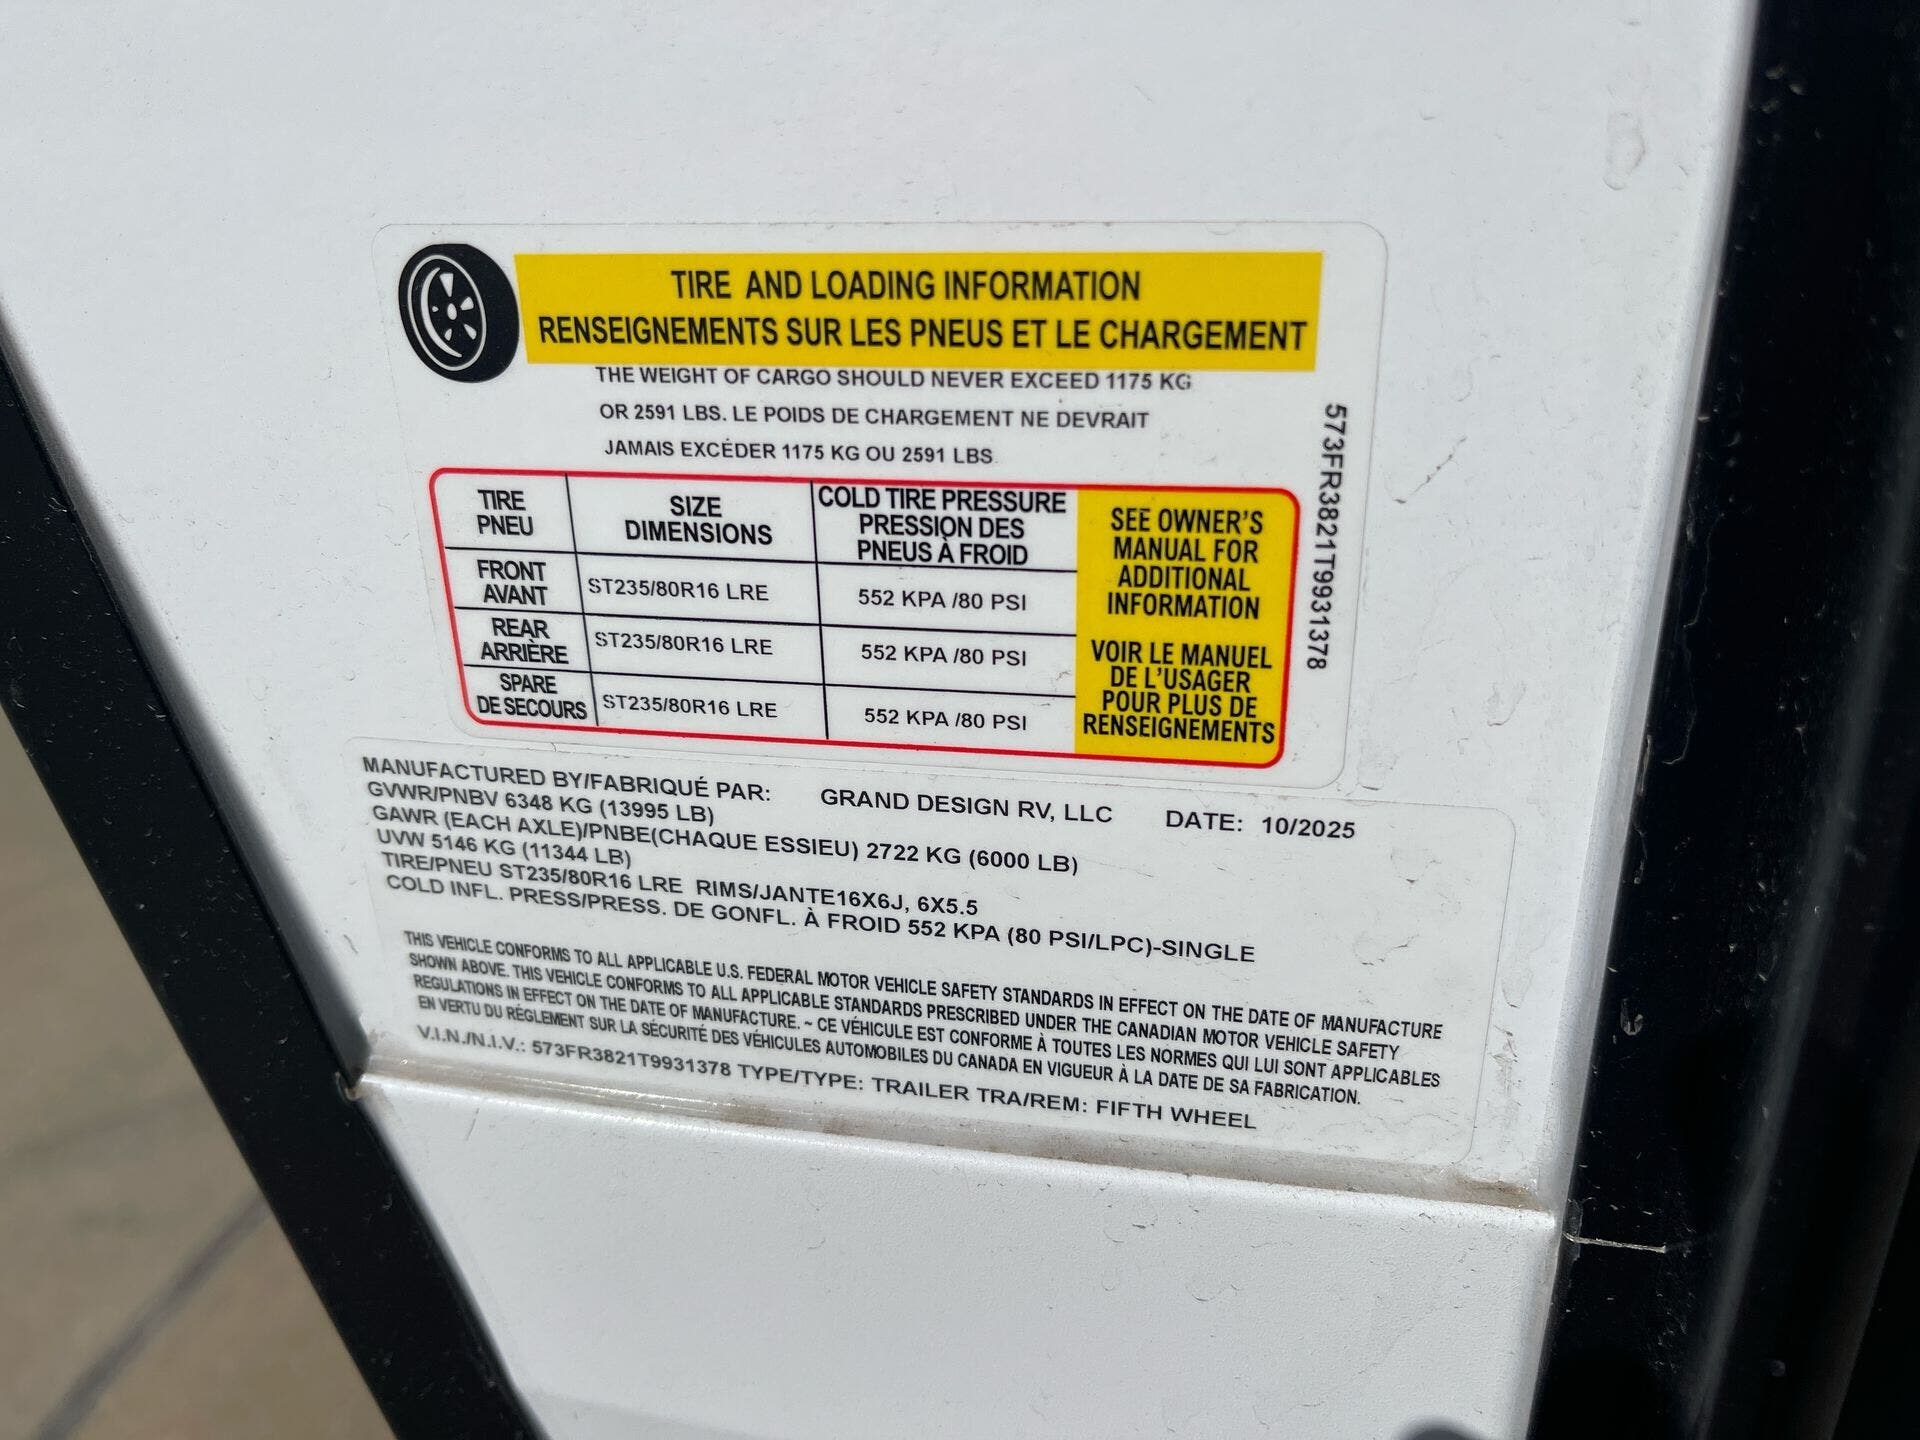 TIRE AND LOADING INFORMATION
RENSEIGNEMENTS SUR LES PNEUS ET LE CHARGEMENT
THE WEIGHT OF CARGO SHOULD NEVER EXCEED 1175 KG
OR 2591 LBS. LE POIDS DE CHARGEMENT NE DEVRAIT
JAMAIS EXCÉDER 1175 KG OU 2591 LBS.
TIRE
PNEU
SIZE
DIMENSIONS
COLD TIRE PRESSURE
PRESSION DES
PNEUS À FROID
FRONT
AVANT
ST235/80R16 LRE
552 KPA /80 PSI
REAR
ARRIÈRE
ST235/80R16 LRE
552 KPA /80 PSI
SPARE
DE SECOURS
ST235/80R16 LRE
552 KPA /80 PSI
SEE OWNER'S
MANUAL FOR
ADDITIONAL
INFORMATION
VOIR LE MANUEL
DE L'USAGER
POUR PLUS DE
RENSEIGNEMENTS
573FR3821T9931378
MANUFACTURED BY/FABRIQUÉ PAR: GRAND DESIGN RV, LLC DATE: 10/2025
GVWR/PNBV 6348 KG (13995 LB)
GAWR (EACH AXLE)/PNBE(CHAQUE ESSIEU) 2722 KG (6000 LB)
UVW 5146 KG (11344 LB)
TIRE/PNEU ST235/80R16 LRE RIMS/JANTE16X6J, 6X5.5
COLD INFL. PRESS/PRESS. DE GONFL. À FROID 552 KPA (80 PSI/LPC)-SINGLE
THIS VEHICLE CONFORMS TO ALL APPLICABLE U.S. FEDERAL MOTOR VEHICLE SAFETY STANDARDS IN EFFECT ON THE DATE OF MANUFACTURE
SHOWN ABOVE. THIS VEHICLE CONFORMS TO ALL APPLICABLE STANDARDS PRESCRIBED UNDER THE CANADIAN MOTOR VEHICLE SAFETY
REGULATIONS IN EFFECT ON THE DATE OF MANUFACTURE. ~ CE VÉHICULE EST CONFORME À TOUTES LES NORMES QUI LUI SONT APPLICABLES
EN VERTU DU RÈGLEMENT SUR LA SÉCURITÉ DES VÉHICULES AUTOMOBILES DU CANADA EN VIGUEUR À LA DATE DE SA FABRICATION.
V.I.N./N.I.V.: 573FR3821T9931378 TYPE/TYPE: TRAILER TRA/REM: FIFTH WHEEL